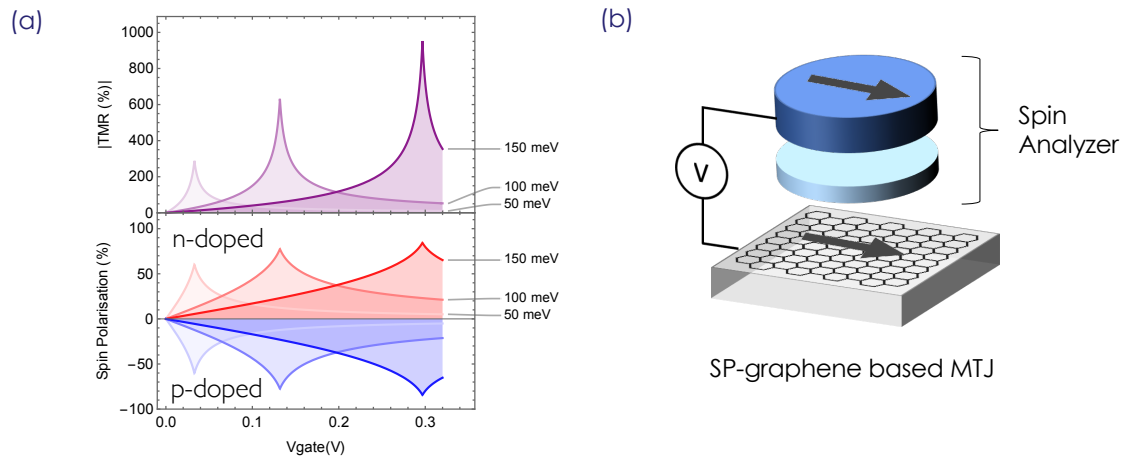 (a)
|TMR (%)|
1000
800
600
400
200
0
150 meV
100 meV
50 meV
n-doped
Spin Polarisation (%)
100
50
0
−50
−100
150 meV
100 meV
50 meV
p-doped
0.0
0.1
0.2
0.3
Vgate(V)
(b)
V
Spin
Analyzer
SP-graphene based MTJ